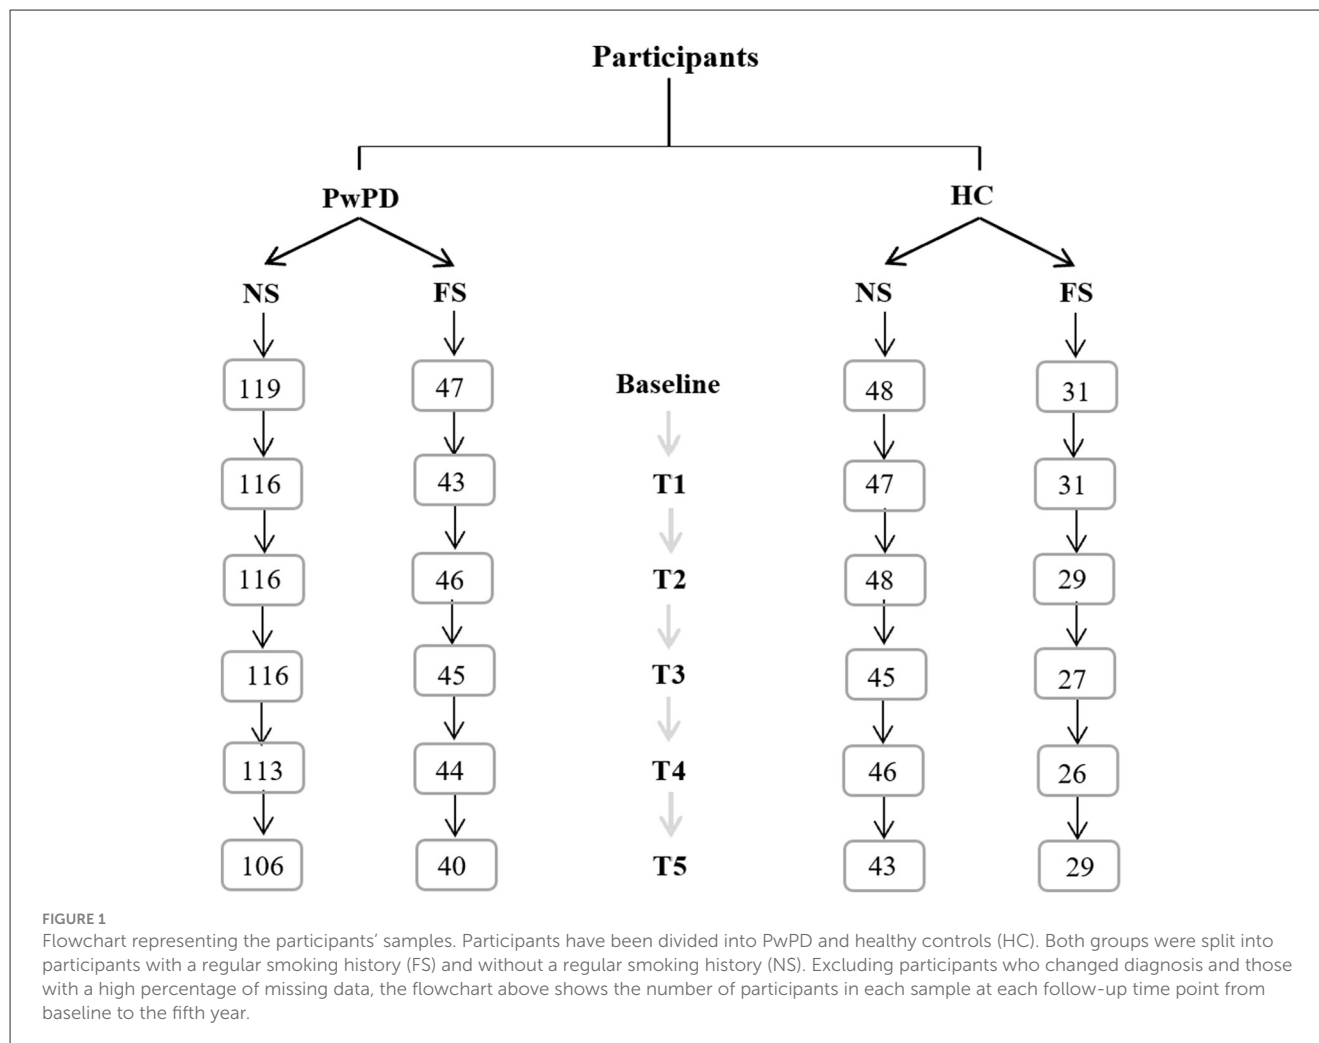 Participants
PwPD HC
NS FS NS FS
119 47 Baseline 48 31
116 43 T1 47 31
116 46 T2 48 29
116 45 T3 45 27
113 44 T4 46 26
106 40 T5 43 29
FIGURE 1
Flowchart representing the participants’ samples. Participants have been divided into PwPD and healthy controls (HC). Both groups were split into
participants with a regular smoking history (FS) and without a regular smoking history (NS). Excluding participants who changed diagnosis and those
with a high percentage of missing data, the flowchart above shows the number of participants in each sample at each follow-up time point from
baseline to the fifth year.